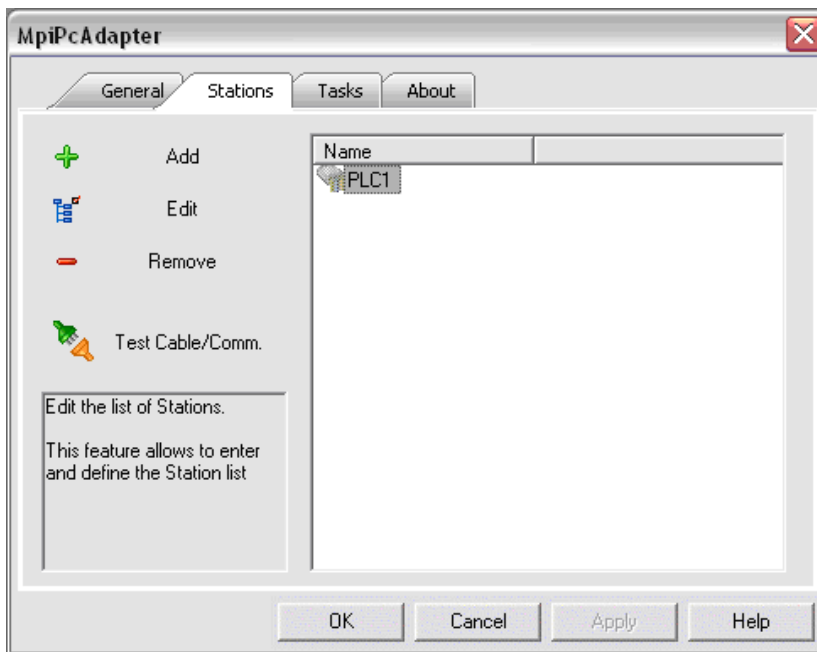 MpiPcAdapter
General Stations Tasks About
Add
Edit
Remove
Test Cable/Comm.
Edit the list of Stations.
This feature allows to enter
and define the Station list
Name
PLC1
OK Cancel Apply Help